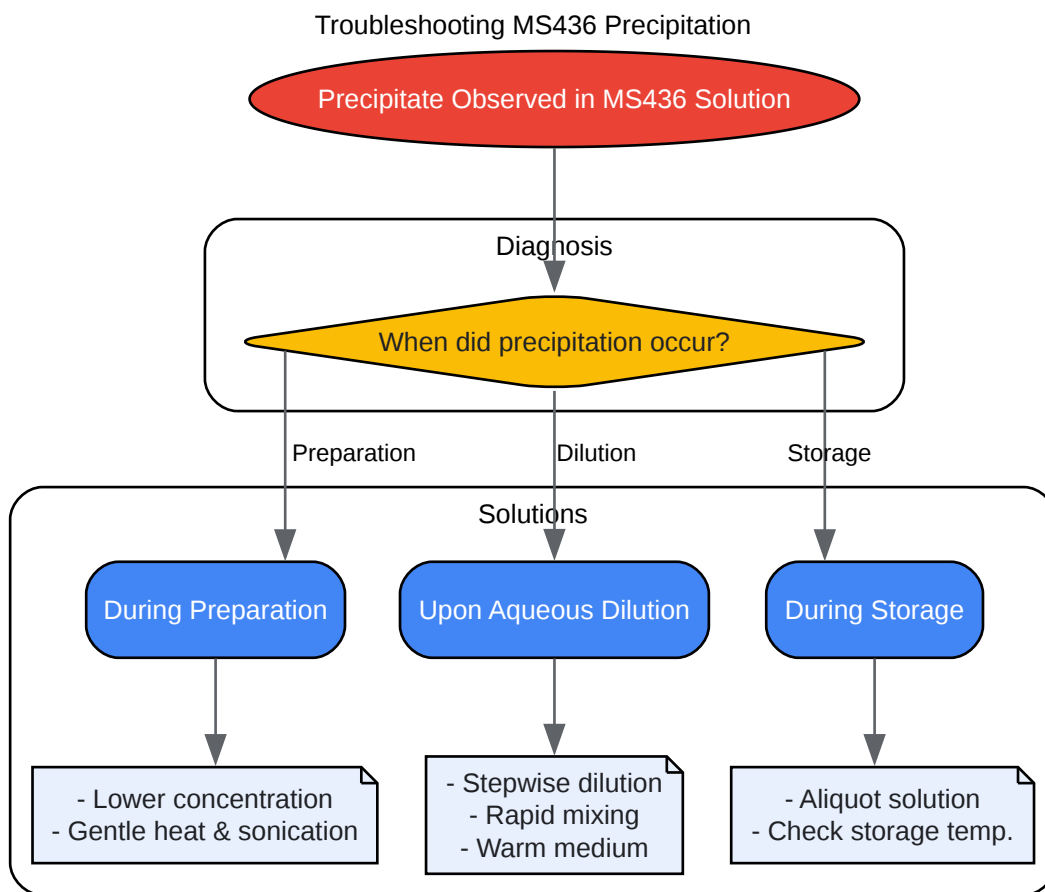 Troubleshooting MS436 Precipitation
Precipitate Observed in MS436 Solution
Diagnosis
When did precipitation occur?
Preparation
Dilution
Storage
Solutions
During Preparation
Upon Aqueous Dilution
During Storage
- Lower concentration
- Gentle heat & sonication
- Stepwise dilution
- Rapid mixing
- Warm medium
- Aliquot solution
- Check storage temp.